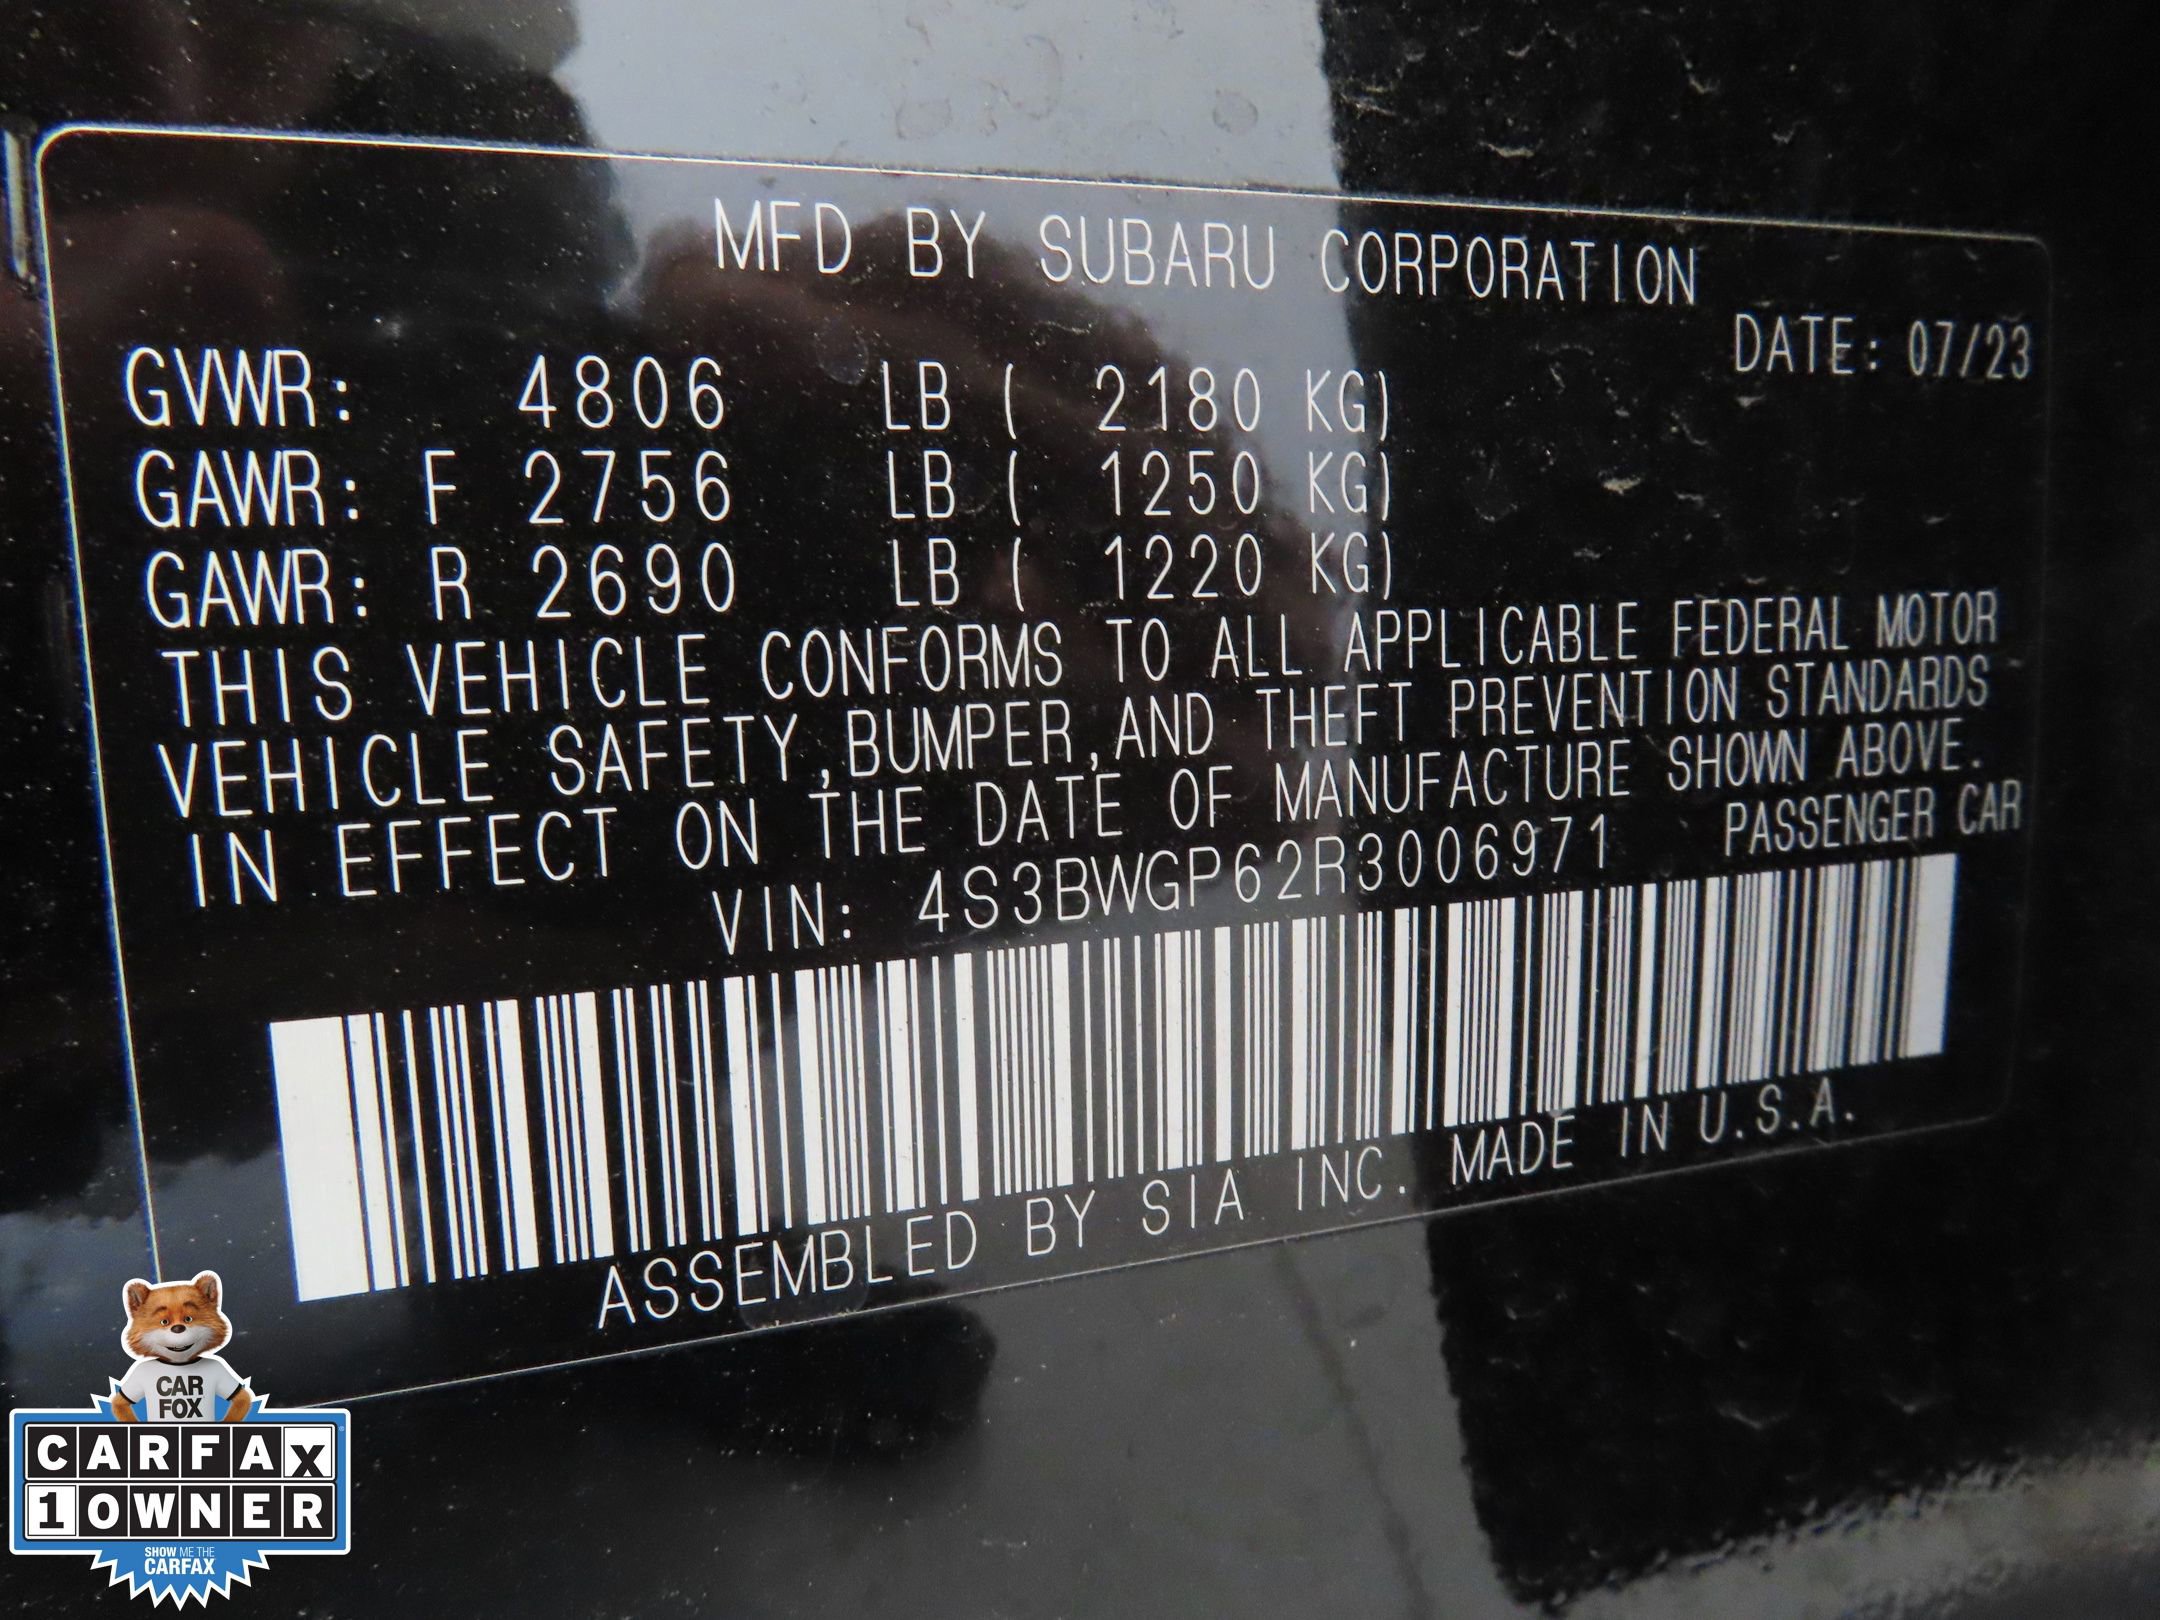 MFD BY SUBARU CORPORATION
DATE: 07/23
GVWR: 4806 LB ( 2180 KG)
GAWR: F 2756 LB ( 1250 KG)
GAWR: R 2690 LB ( 1220 KG)
THIS VEHICLE CONFORMS TO ALL APPLICABLE FEDERAL MOTOR
VEHICLE SAFETY,BUMPER,AND THEFT PREVENTION STANDARDS
IN EFFECT ON THE DATE OF MANUFACTURE SHOWN ABOVE.
VIN: 4S3BWGP62R3006971 PASSENGER CAR
ASSEMBLED BY SIA INC. MADE IN U.S.A.
CAR
FOX
CARFAX
1 OWNER
SHOW ME THE
CARFAX